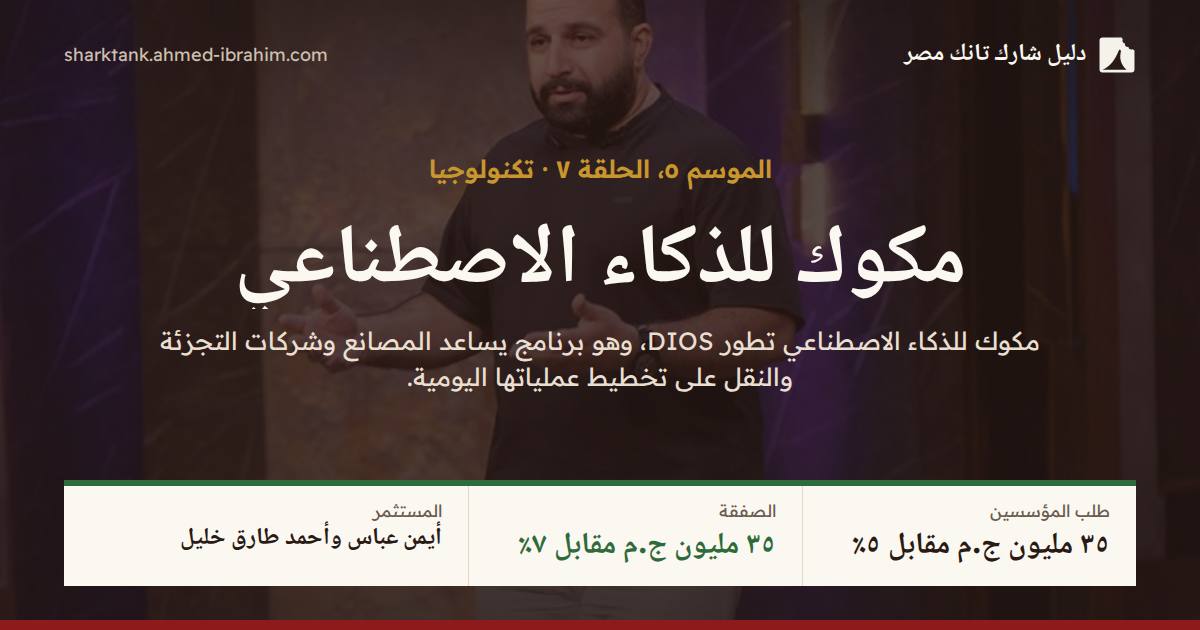 دليل شارك تانك مصر
sharktank.ahmed-ibrahim.com
الموسم ٥، الحلقة ٧ · تكنولوجيا
مكوك للذكاء الاصطناعي
مكوك للذكاء الاصطناعي تطور DIOS، وهو برنامج يساعد المصانع وشركات التجزئة
والنقل على تخطيط عملياتها اليومية.
طلب المؤسسين
٣٥ مليون ج.م مقابل ٥٪
الصفقة
٣٥ مليون ج.م مقابل ٧٪
المستثمر
أيمن عباس وأحمد طارق خليل